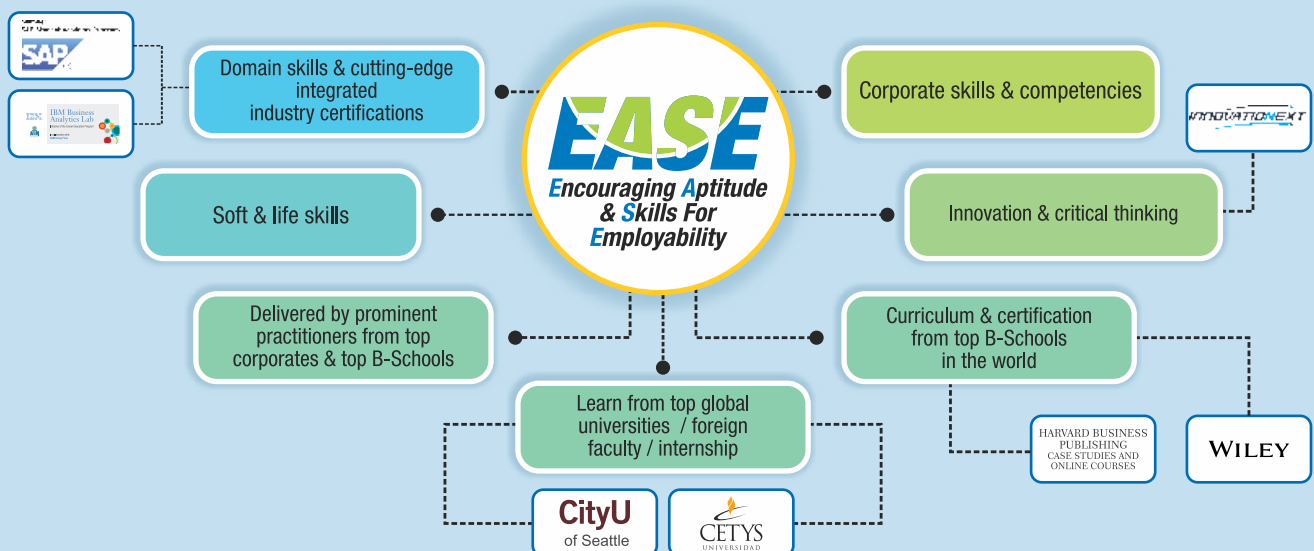 SAP
Domain skills & cutting-edge
integrated
industry certifications
IBM
IBM Business
Analytics Lab
Soft & life skills
Delivered by prominent
practitioners from top
corporates & top B-Schools
EASE
Encouraging Aptitude
& Skills For
Employability
Corporate skills & competencies
INNOVATIONEXT
Innovation & critical thinking
Curriculum & certification
from top B-Schools
in the world
Learn from top global
universities / foreign
faculty / internship
HARVARD BUSINESS
PUBLISHING
CASE STUDIES AND
ONLINE COURSES
WILEY
CityU
of Seattle
CETYS
UNIVERSIDAD